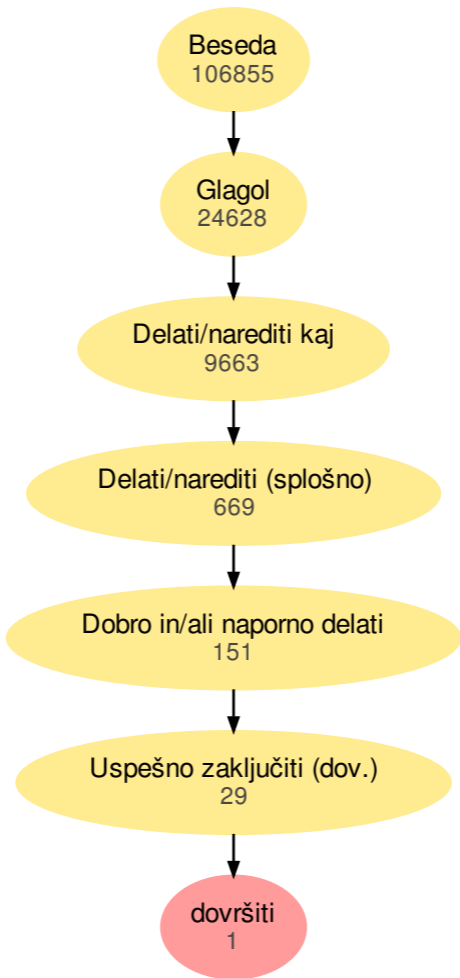 Beseda
106855
Glagol
24628
Delati/narediti kaj
9663
Delati/narediti (splošno)
669
Dobro in/ali naporno delati
151
Uspešno zaključiti (dov.)
29
dovršiti
1